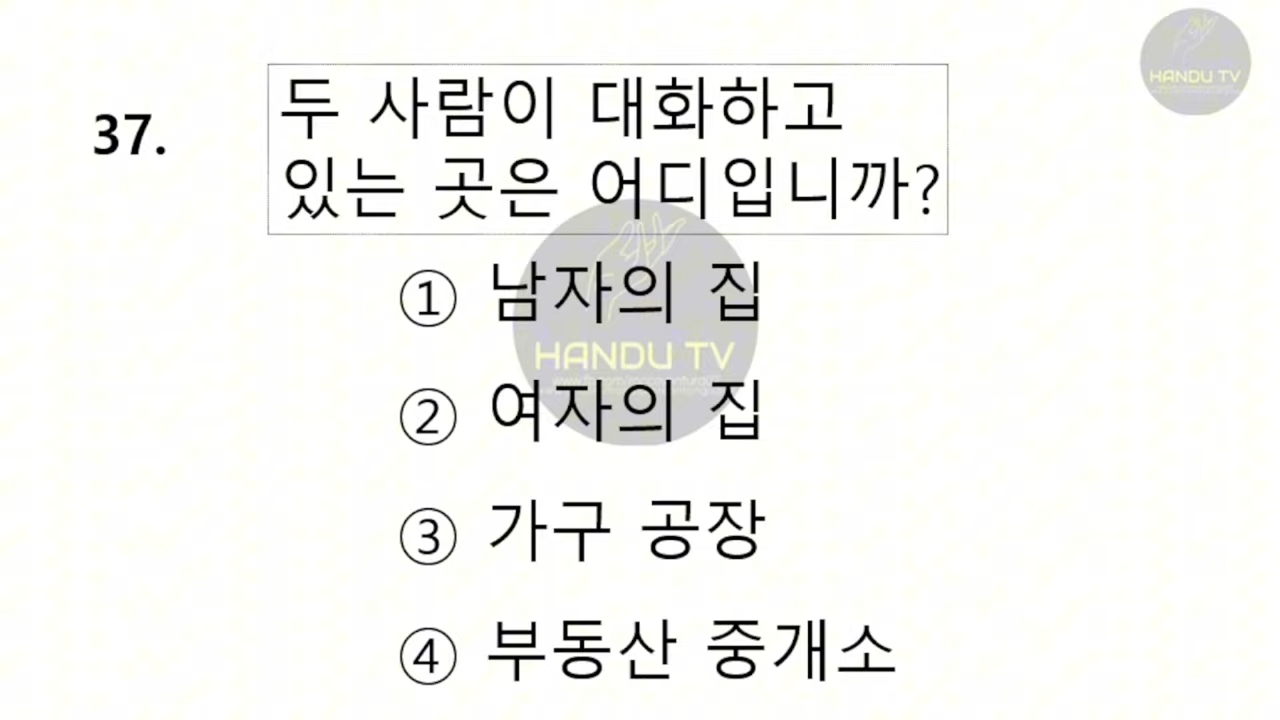 HANDU TV
37.
두 사람이 대화하고
있는 곳은 어디입니까?
① 남자의 집
HANDU TV
② 여자의 집
③ 가구 공장
④ 부동산 중개소